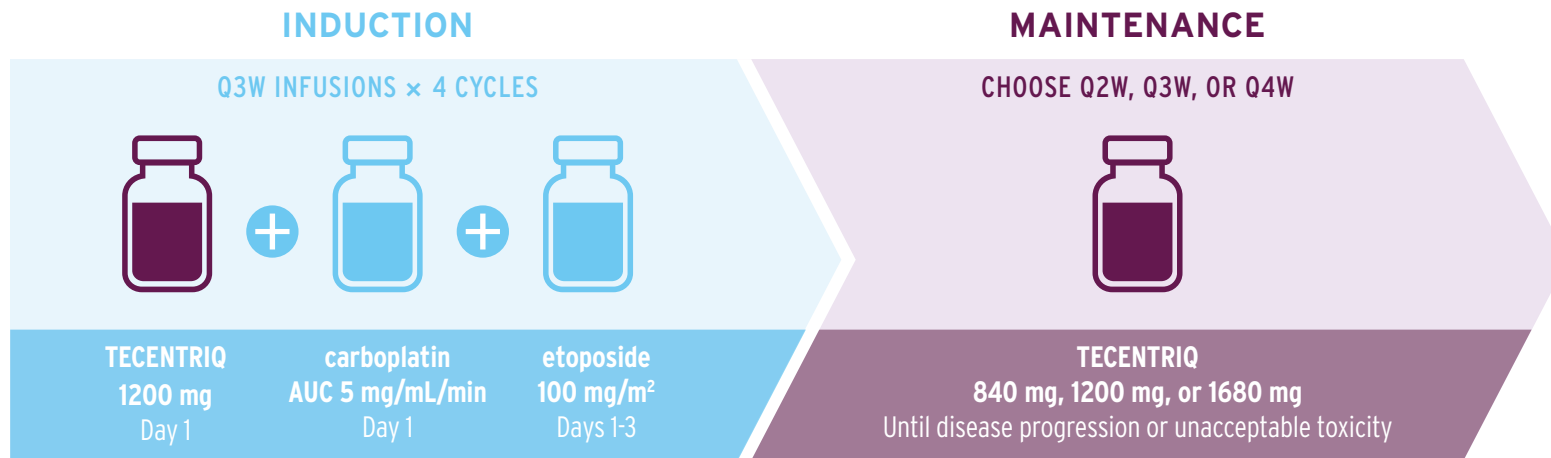 INDUCTION
Q3W INFUSIONS × 4 CYCLES
TECENTRIQ
1200 mg
Day 1
carboplatin
AUC 5 mg/mL/min
Day 1
etoposide
100 mg/m²
Days 1-3
MAINTENANCE
CHOOSE Q2W, Q3W, OR Q4W
TECENTRIQ
840 mg, 1200 mg, or 1680 mg
Until disease progression or unacceptable toxicity